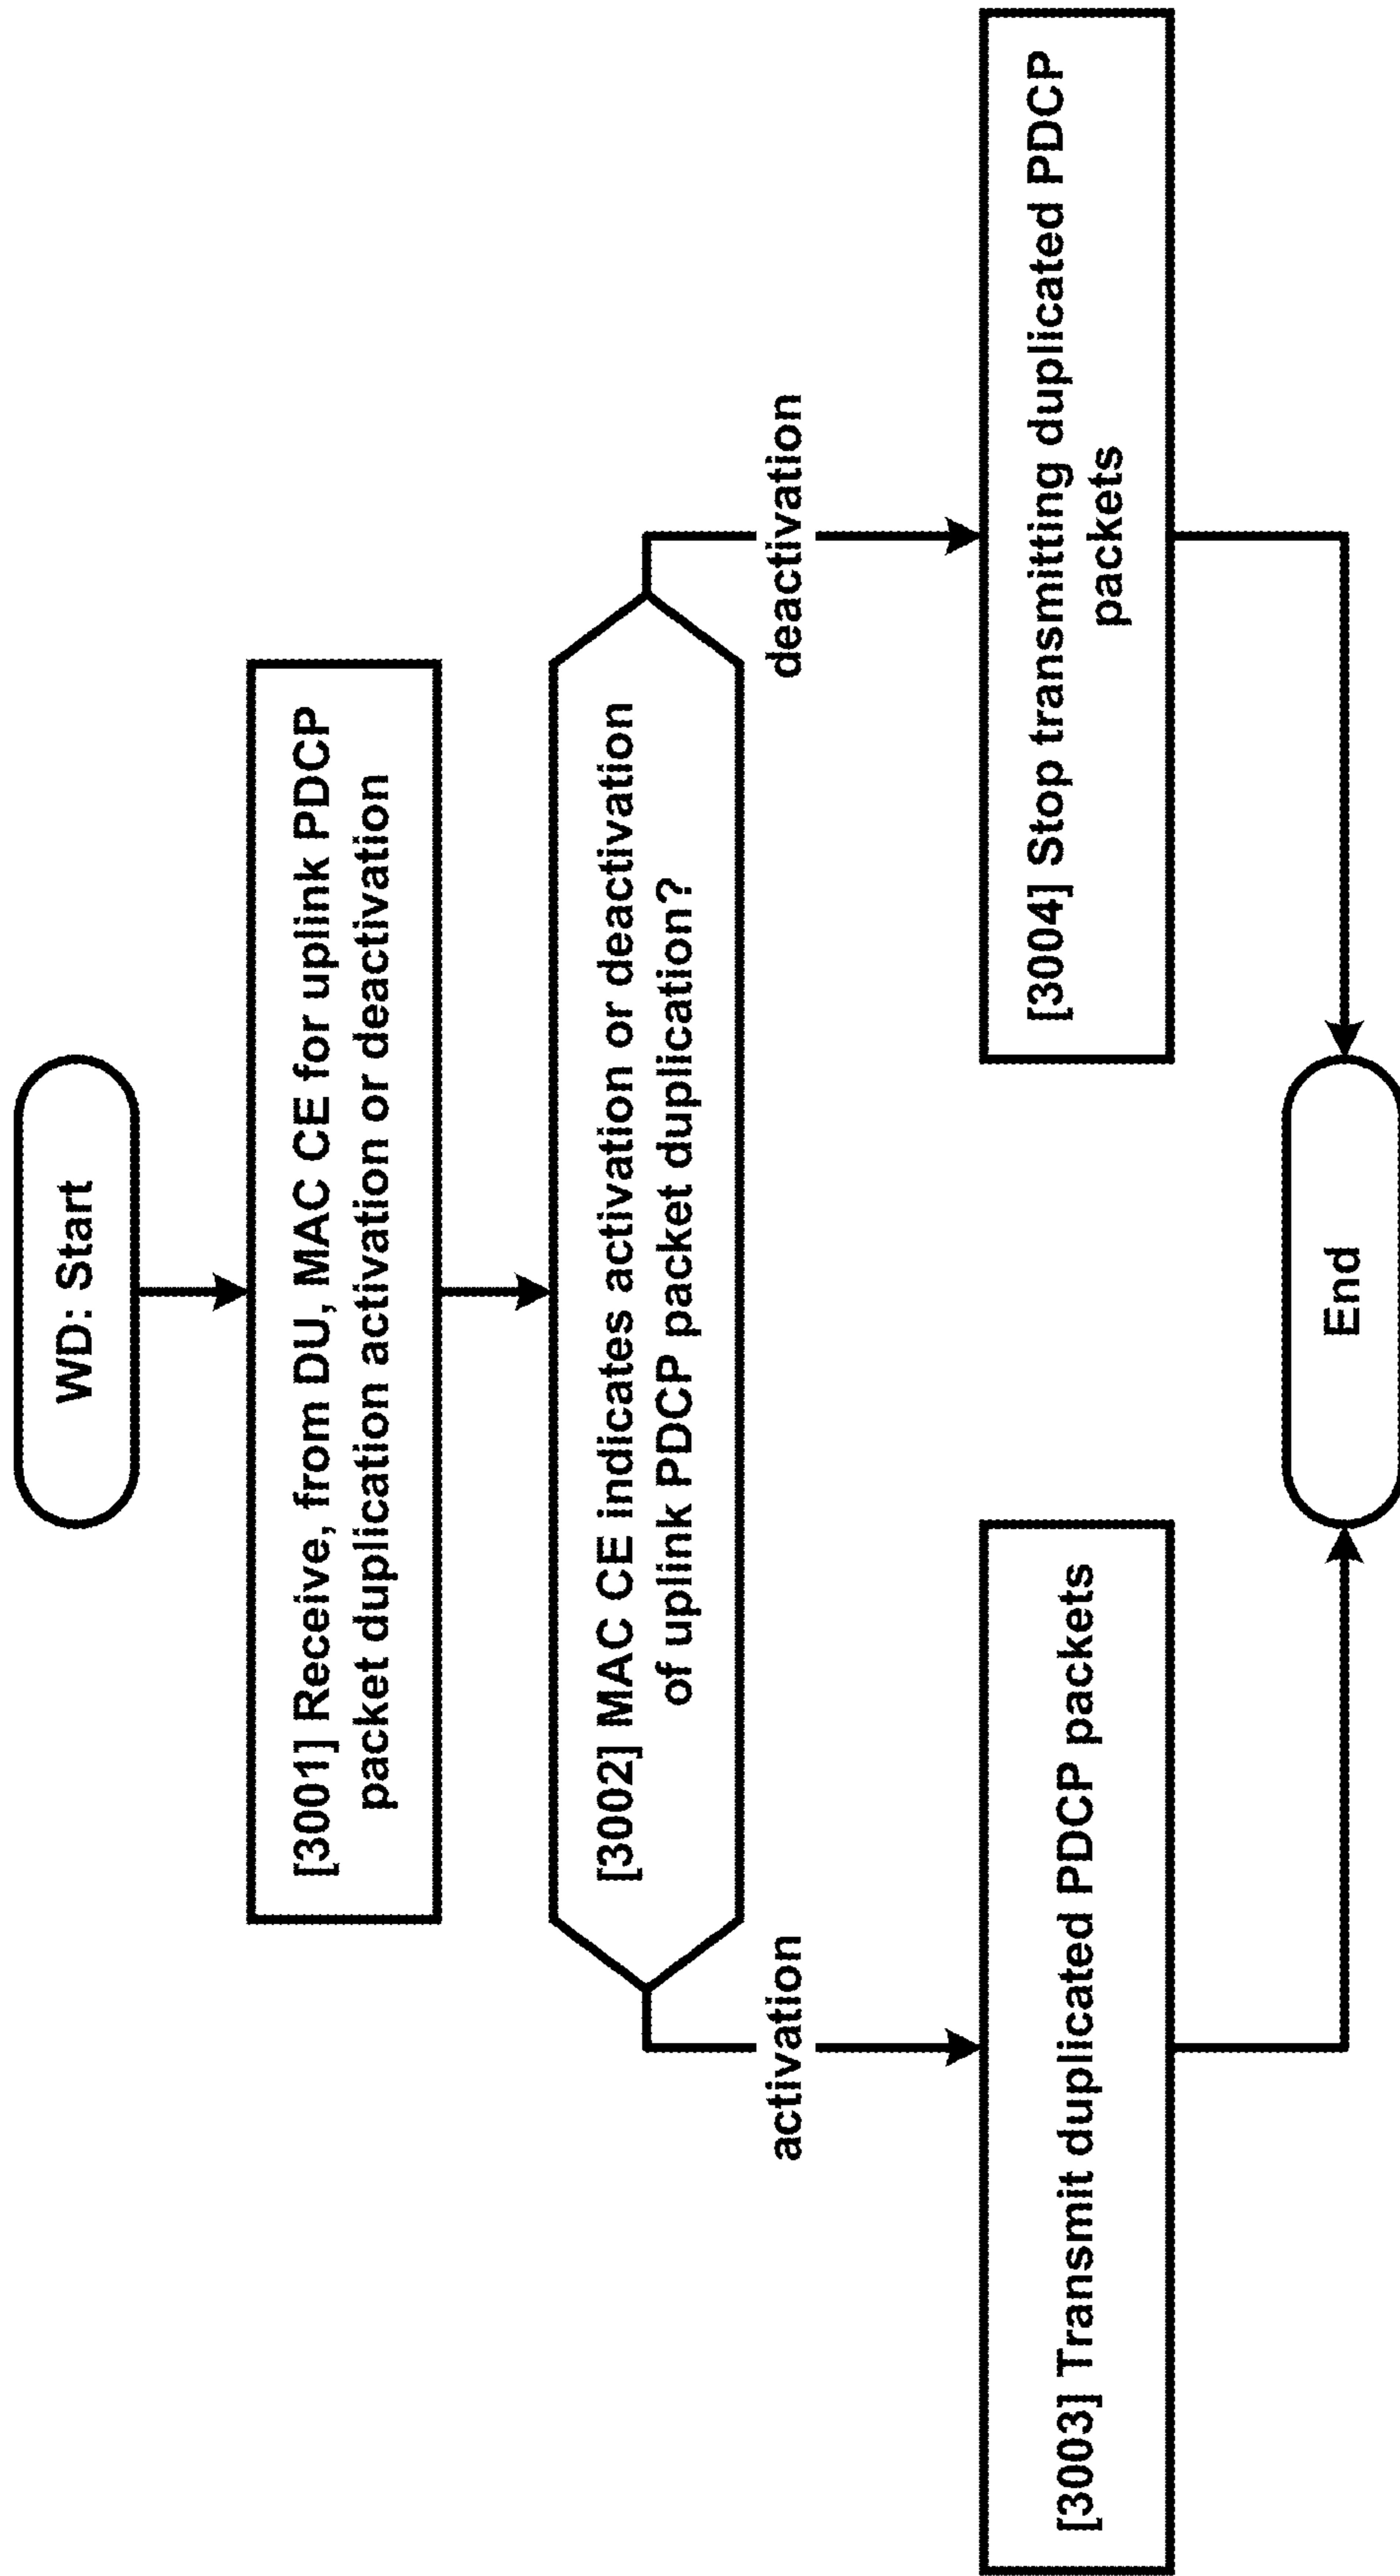 WD: Start
[3001] Receive, from DU, MAC CE for uplink PDCP
packet duplication activation or deactivation
[3002] MAC CE indicates activation or deactivation
of uplink PDCP packet duplication?
activation
deactivation
[3003] Transmit duplicated PDCP packets
[3004] Stop transmitting duplicated PDCP
packets
End